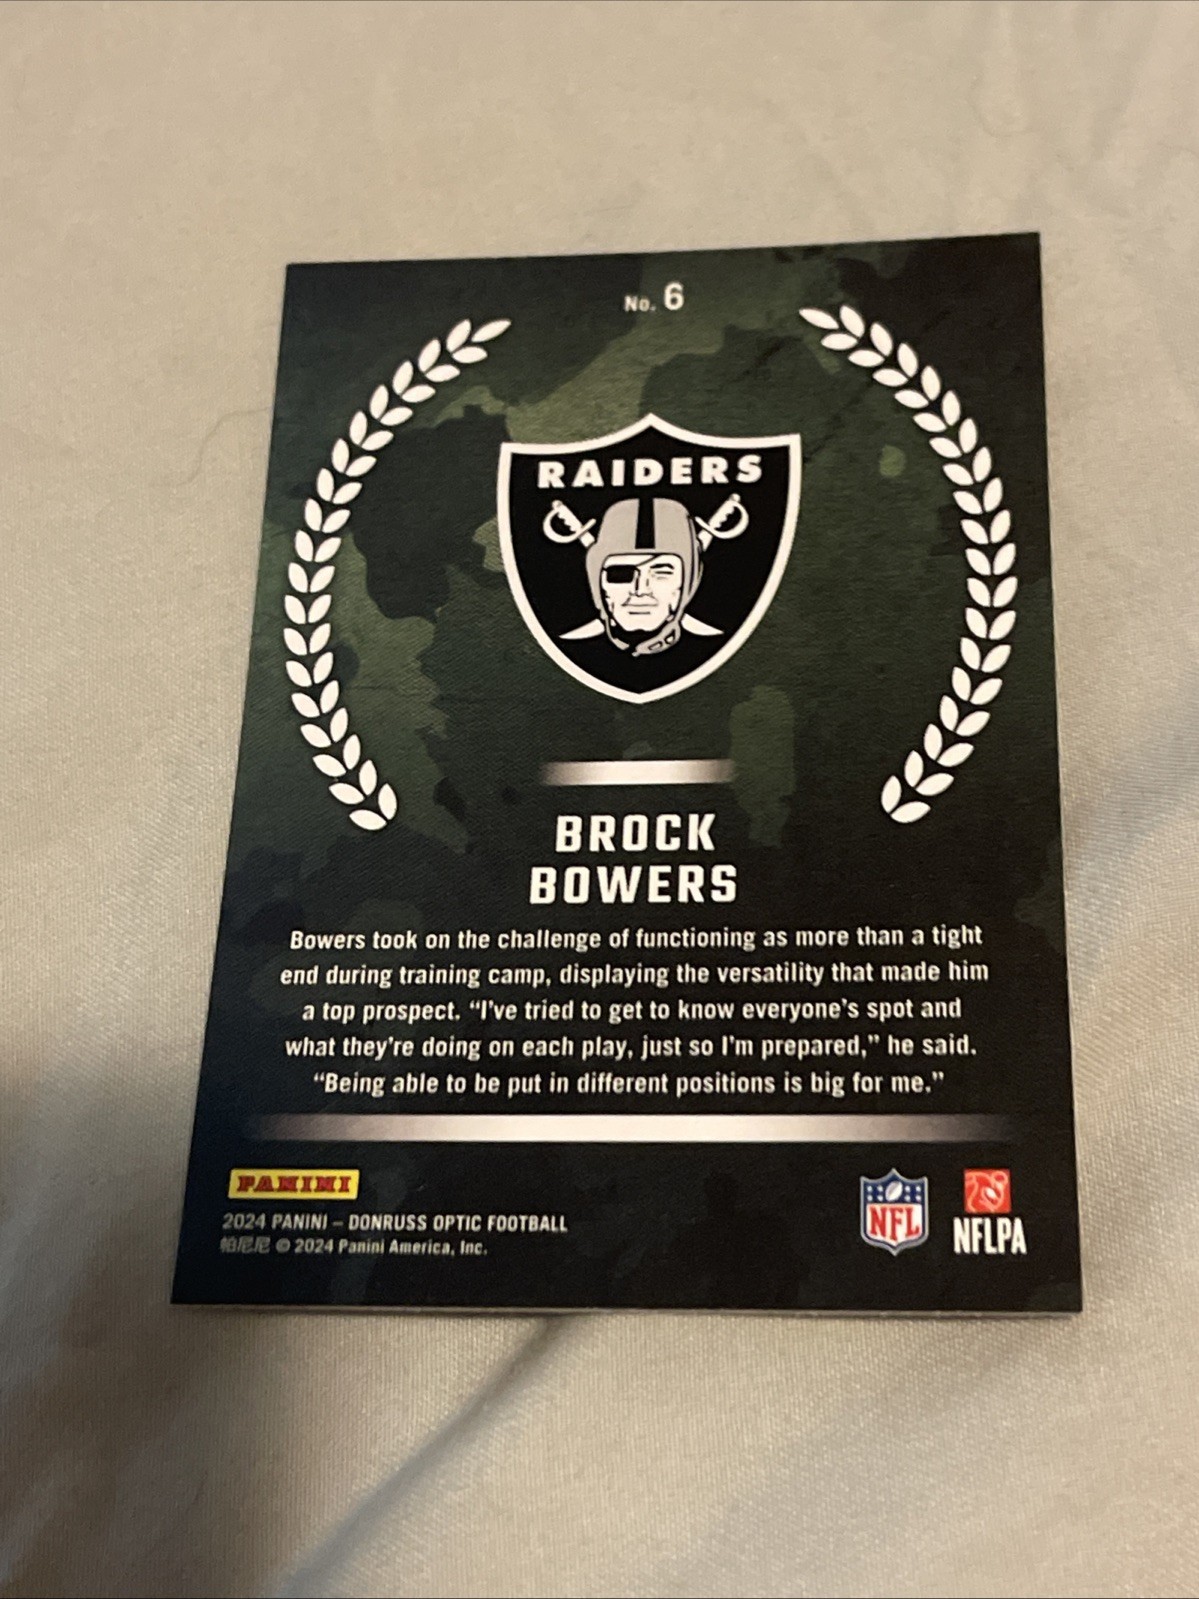 No. 6
RAIDERS
BROCK
BOWERS
Bowers took on the challenge of functioning as more than a tight
end during training camp, displaying the versatility that made him
a top prospect. “I’ve tried to get to know everyone’s spot and
what they’re doing on each play, just so I’m prepared,” he said.
“Being able to be put in different positions is big for me.”
PANINI
2024 PANINI – DONRUSS OPTIC FOOTBALL
帕尼尼 © 2024 Panini America, Inc.
NFL
NFLPA